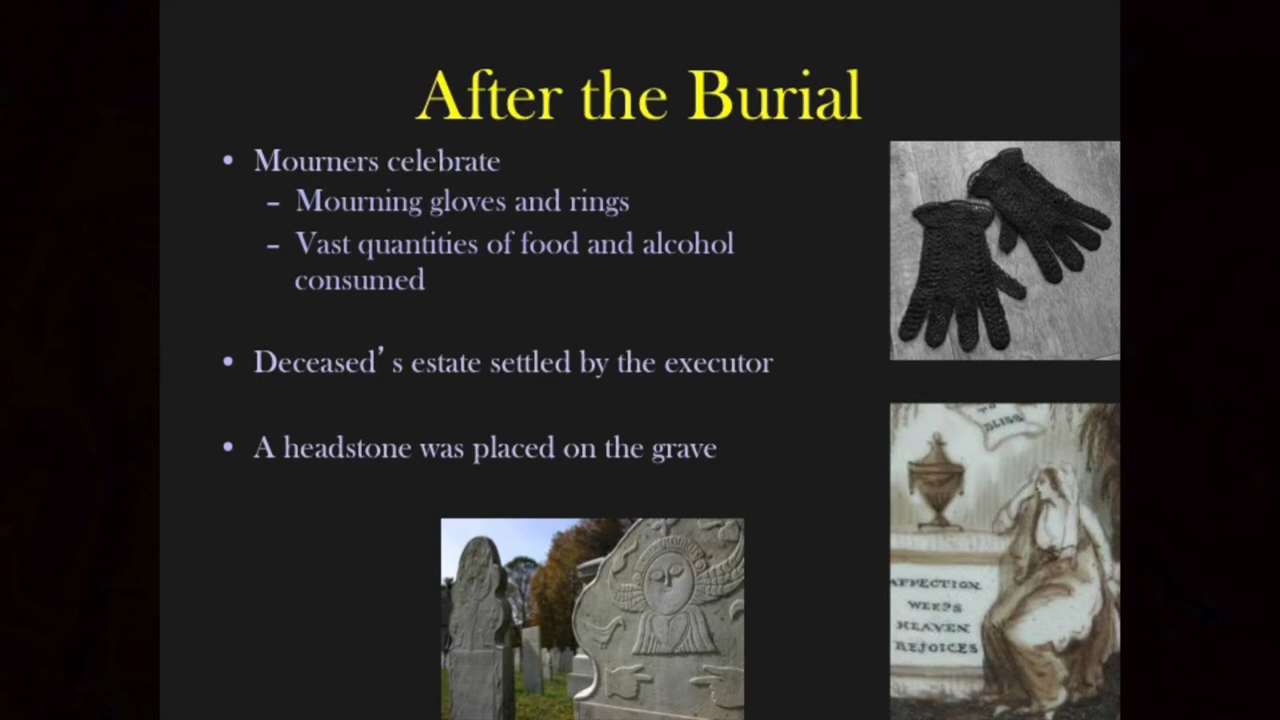 After the Burial
• Mourners celebrate
– Mourning gloves and rings
– Vast quantities of food and alcohol
consumed
• Deceased’s estate settled by the executor
• A headstone was placed on the grave
BLISS
AFFECTION
WEEPS
HEAVEN
REJOICES